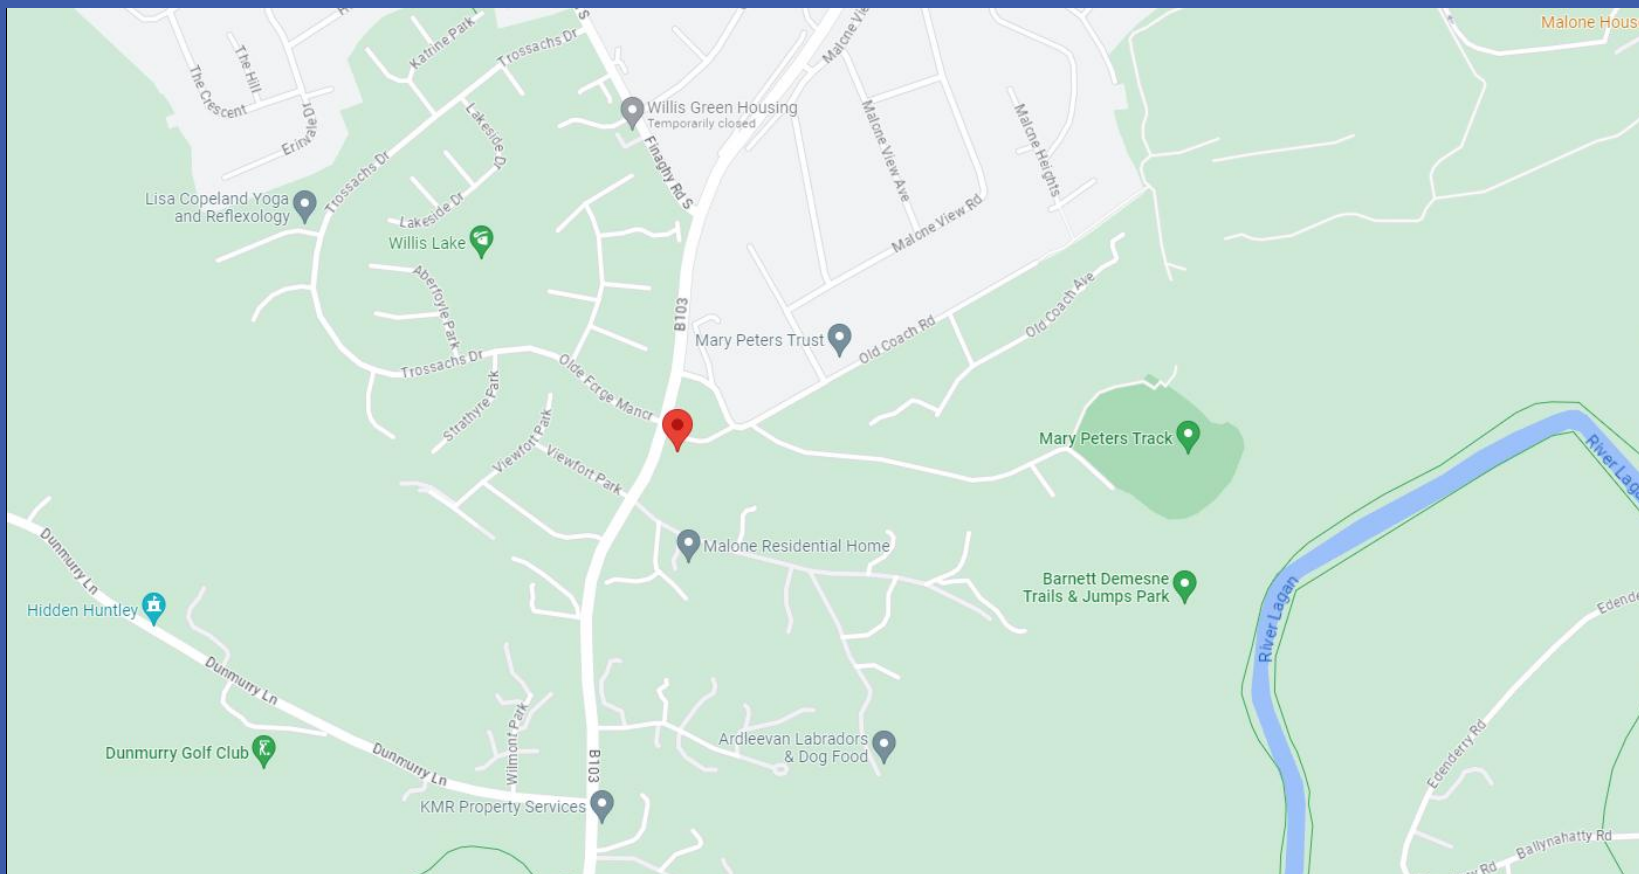 Malone Hous
Katrine Park
Trossachs Dr
The Hill
The Crescent
Erinvale Dr
Willis Green Housing
Temporarily closed
Malone Vie
Malone View Ave
Malone Heights
Lakeside Dr
Trossachs Dr
Finaghy Rd S
Lisa Copeland Yoga
and Reflexology
Lakeside Dr
Malone View Rd
Willis Lake
Aberfoyle Park
B103
Old Coach Ave
Mary Peters Trust
Old Coach Rd
Trossachs Dr
Olde Forge Manor
Strathyre Park
Viewfort Park
Viewfort Park
Mary Peters Track
River Laga
Dunmurry Ln
Malone Residential Home
Barnett Demesne
Trails & Jumps Park
River Lagan
Edende
Hidden Huntley
Dunmurry Ln
Wilmont Park
Ardleevan Labradors
& Dog Food
Dunmurry Golf Club
Dunmurry Ln
B103
Edenderry Rd
KMR Property Services
Ballynahatty Rd
Rd